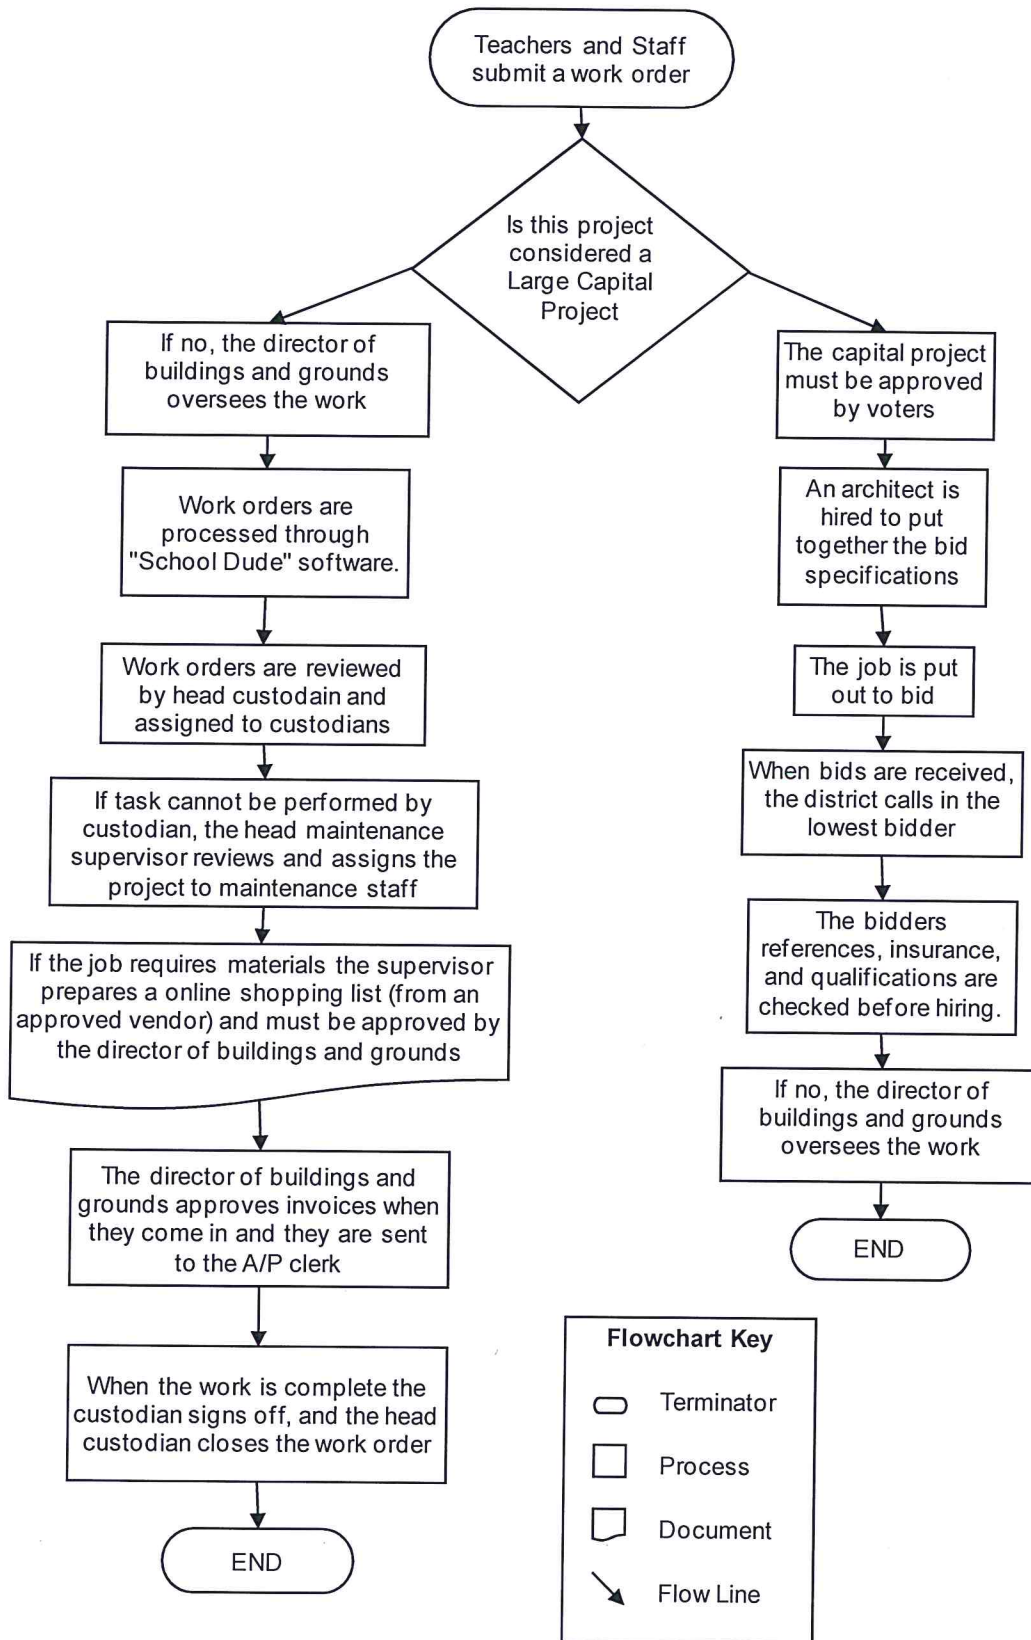 Teachers and Staff
submit a work order
Is this project
considered a
Large Capital
Project
If no, the director of
buildings and grounds
oversees the work
Work orders are
processed through
"School Dude" software.
Work orders are reviewed
by head custodain and
assigned to custodians
If task cannot be performed by
custodian, the head maintenance
supervisor reviews and assigns the
project to maintenance staff
If the job requires materials the supervisor
prepares a online shopping list (from an
approved vendor) and must be approved by
the director of buildings and grounds
The director of buildings and
grounds approves invoices when
they come in and they are sent
to the A/P clerk
When the work is complete the
custodian signs off, and the head
custodian closes the work order
END
The capital project
must be approved
by voters
An architect is
hired to put
together the bid
specifications
The job is put
out to bid
When bids are received,
the district calls in the
lowest bidder
The bidders
references, insurance,
and qualifications are
checked before hiring.
If no, the director of
buildings and grounds
oversees the work
END
Flowchart Key
Terminator
Process
Document
Flow Line